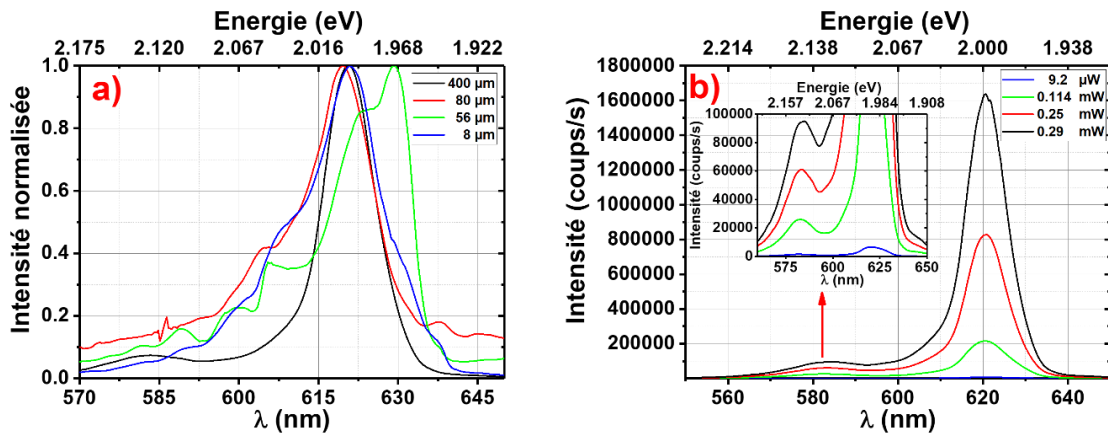 Energie (eV)
2.175 2.120 2.067 2.016 1.968 1.922
a)
400 µm
80 µm
56 µm
8 µm
Intensité normalisée
1.0
0.8
0.6
0.4
0.2
0.0
570 585 600 615 630 645
λ (nm)
Energie (eV)
2.214 2.138 2.067 2.000 1.938
b)
9.2 µW
0.114 mW
0.25 mW
0.29 mW
Intensité (coups/s)
1800000
1600000
1400000
1200000
1000000
800000
600000
400000
200000
560 580 600 620 640
λ (nm)
Energie (eV)
2.157 2.067 1.984 1.908
Intensité (coups/s)
100000
80000
60000
40000
20000
0
575 600 625 650
λ (nm)